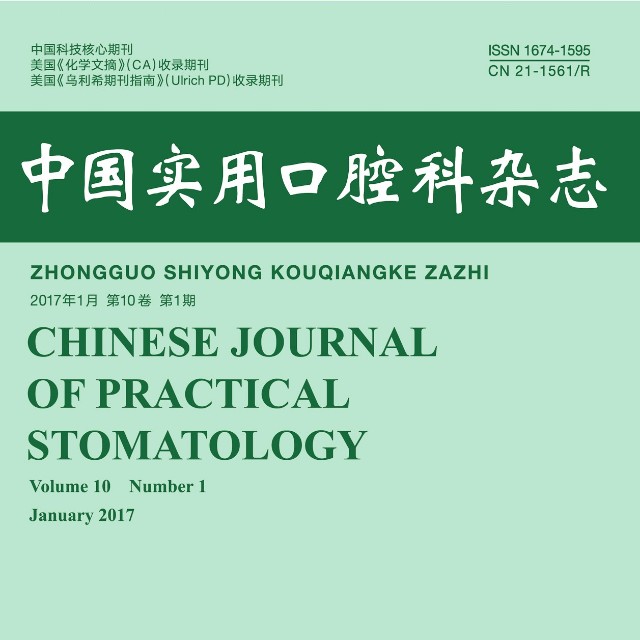 中国科技核心期刊
美国《化学文摘》(CA)收录期刊
美国《乌利希期刊指南》(Ulrich PD)收录期刊
ISSN 1674-1595
CN 21-1561/R
中国实用口腔科杂志
ZHONGGUO SHIYONG KOUQIANGKE ZAZHI
2017年1月 第10卷 第1期
CHINESE JOURNAL
OF PRACTICAL
STOMATOLOGY
Volume 10 Number 1
January 2017